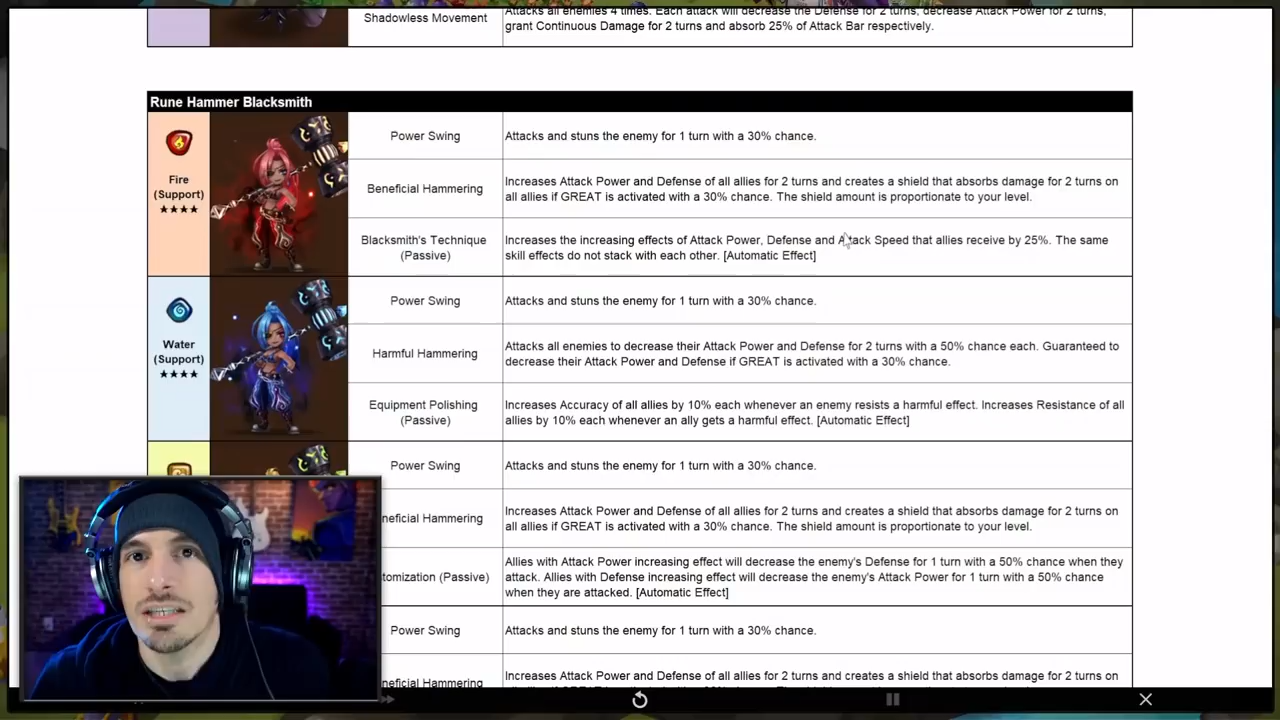 Shadowless Movement
Attacks all enemies 4 times. Each attack will decrease the Defense for 2 turns, decrease Attack Power for 2 turns,
grant Continuous Damage for 2 turns and absorb 25% of Attack Bar respectively.
Rune Hammer Blacksmith
Fire
(Support)
★★★★
Power Swing
Attacks and stuns the enemy for 1 turn with a 30% chance.
Beneficial Hammering
Increases Attack Power and Defense of all allies for 2 turns and creates a shield that absorbs damage for 2 turns on
all allies if GREAT is activated with a 30% chance. The shield amount is proportionate to your level.
Blacksmith's Technique
(Passive)
Increases the increasing effects of Attack Power, Defense and Attack Speed that allies receive by 25%. The same
skill effects do not stack with each other. [Automatic Effect]
Water
(Support)
★★★★
Power Swing
Attacks and stuns the enemy for 1 turn with a 30% chance.
Harmful Hammering
Attacks all enemies to decrease their Attack Power and Defense for 2 turns with a 50% chance each. Guaranteed to
decrease their Attack Power and Defense if GREAT is activated with a 30% chance.
Equipment Polishing
(Passive)
Increases Accuracy of all allies by 10% each whenever an enemy resists a harmful effect. Increases Resistance of all
allies by 10% each whenever an ally gets a harmful effect. [Automatic Effect]
Power Swing
Attacks and stuns the enemy for 1 turn with a 30% chance.
neficial Hammering
Increases Attack Power and Defense of all allies for 2 turns and creates a shield that absorbs damage for 2 turns on
all allies if GREAT is activated with a 30% chance. The shield amount is proportionate to your level.
tomization (Passive)
Allies with Attack Power increasing effect will decrease the enemy's Defense for 1 turn with a 50% chance when they
attack. Allies with Defense increasing effect will decrease the enemy's Attack Power for 1 turn with a 50% chance
when they are attacked. [Automatic Effect]
Power Swing
Attacks and stuns the enemy for 1 turn with a 30% chance.
neficial Hammering
Increases Attack Power and Defense of all allies for 2 turns and creates a shield that absorbs damage for 2 turns on